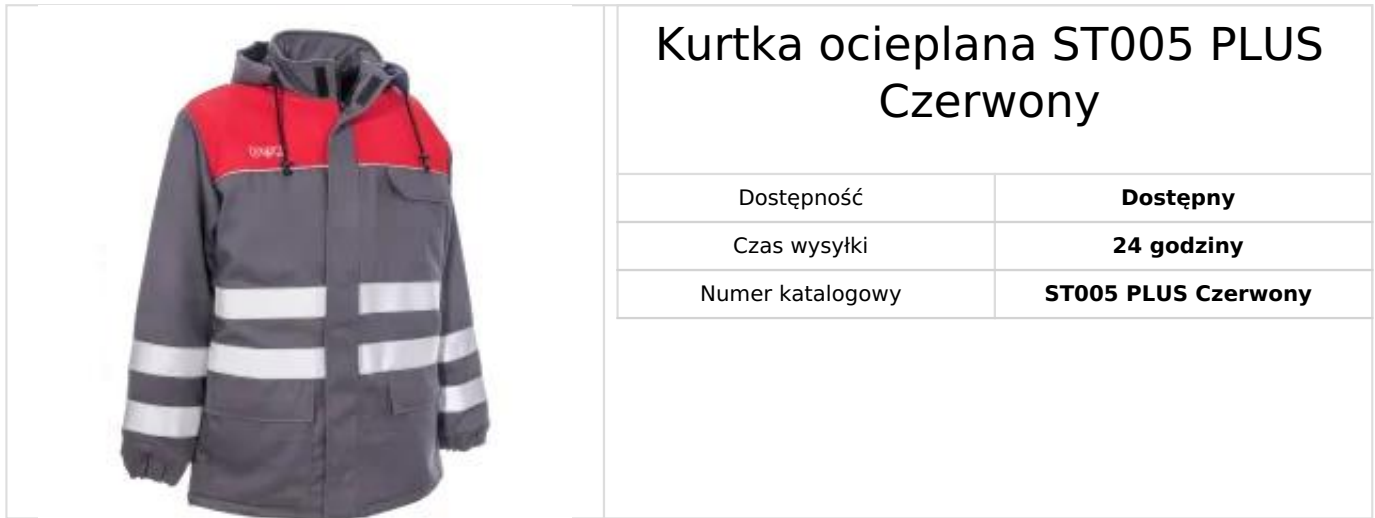 Kurtka ocieplana ST005 PLUS
Czerwony
Dostępność
Dostępny
Czas wysyłki
24 godziny
Numer katalogowy
ST005 PLUS Czerwony